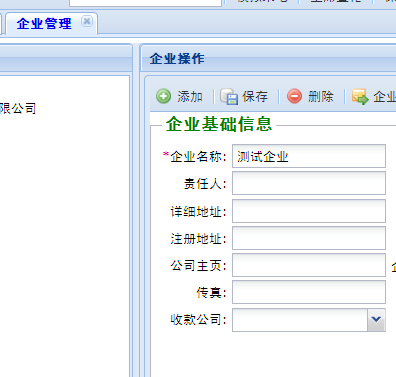 企业管理
企业操作
限公司
添加 保存 删除 企业
企业基础信息
*企业名称: 测试企业
责任人:
详细地址:
注册地址:
公司主页:
传真:
收款公司: